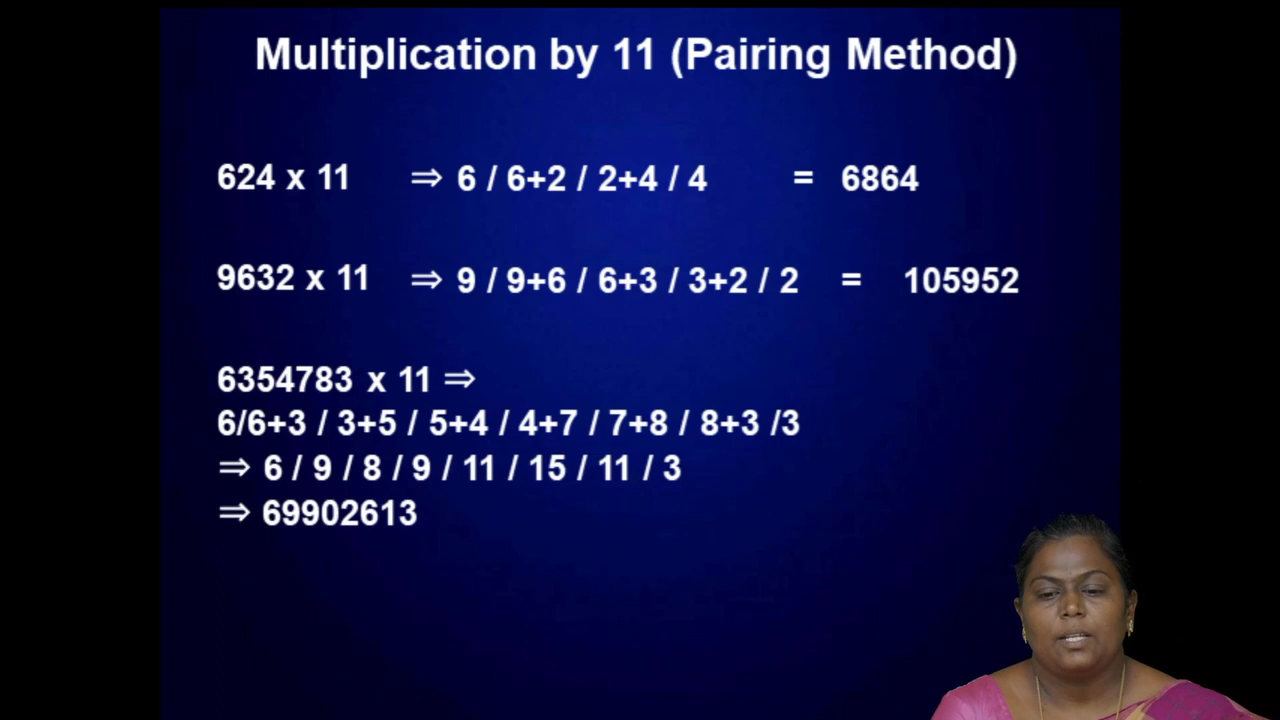 Multiplication by 11 (Pairing Method)
624 x 11 ⇒ 6 / 6+2 / 2+4 / 4 = 6864
9632 x 11 ⇒ 9 / 9+6 / 6+3 / 3+2 / 2 = 105952
6354783 x 11 ⇒
6/6+3 / 3+5 / 5+4 / 4+7 / 7+8 / 8+3 /3
⇒ 6 / 9 / 8 / 9 / 11 / 15 / 11 / 3
⇒ 69902613